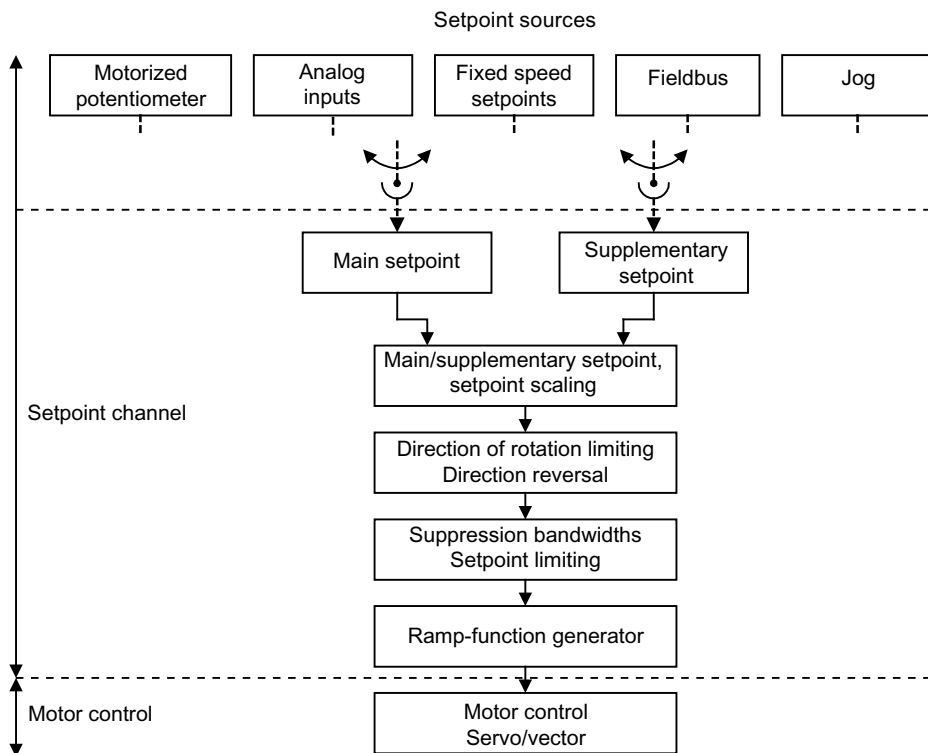 Setpoint sources
Motorized
potentiometer
Analog
inputs
Fixed speed
setpoints
Fieldbus
Jog
Main setpoint
Supplementary
setpoint
Main/supplementary setpoint,
setpoint scaling
Setpoint channel
Direction of rotation limiting
Direction reversal
Suppression bandwidths
Setpoint limiting
Ramp-function generator
Motor control
Motor control
Servo/vector